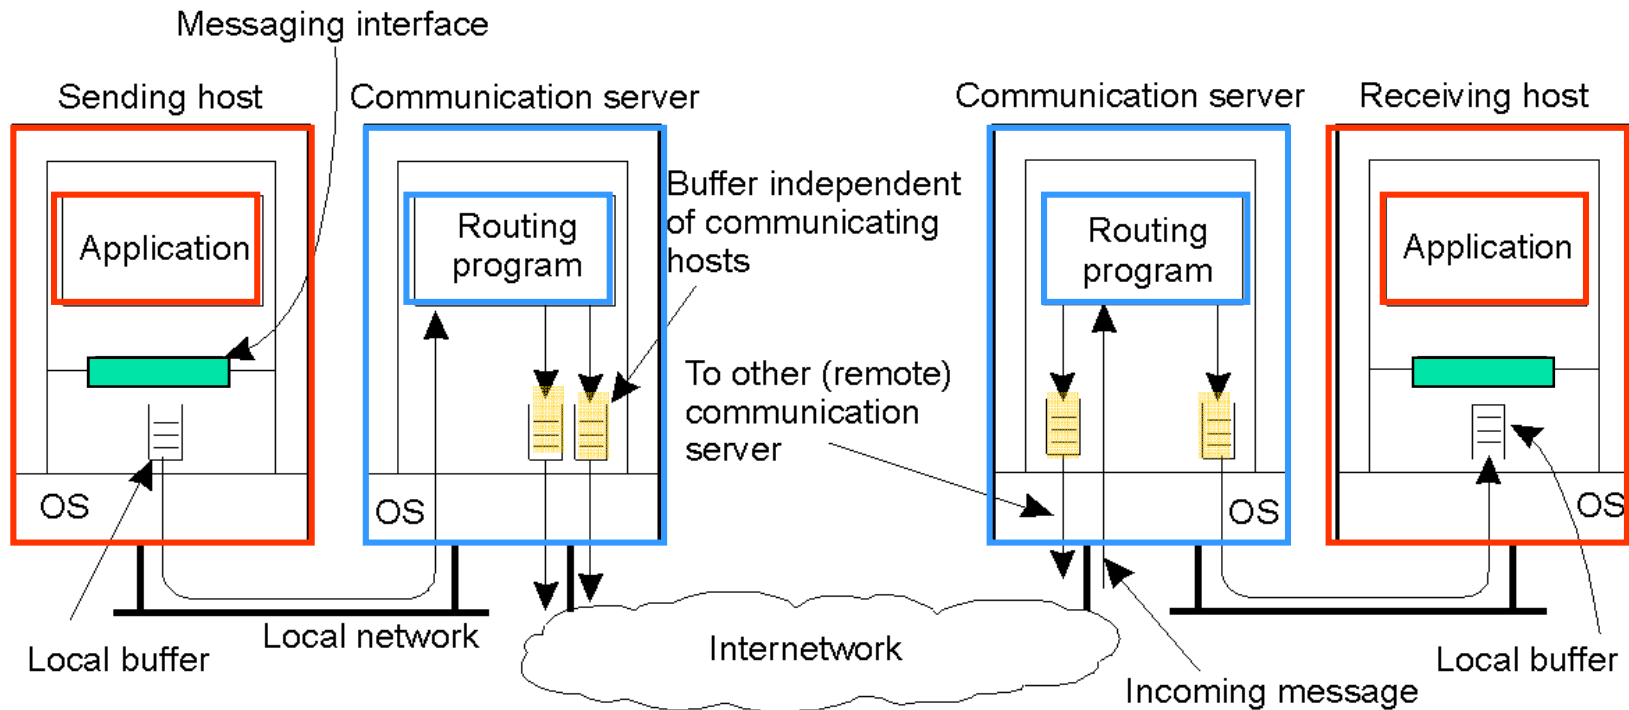 Messaging interface
Sending host
Communication server
Communication server
Receiving host
Buffer independent
of communicating
hosts
Application
Routing
program
Routing
program
Application
To other (remote)
communication
server
OS
OS
OS
OS
Local network
Local buffer
Internetwork
Incoming message
Local buffer